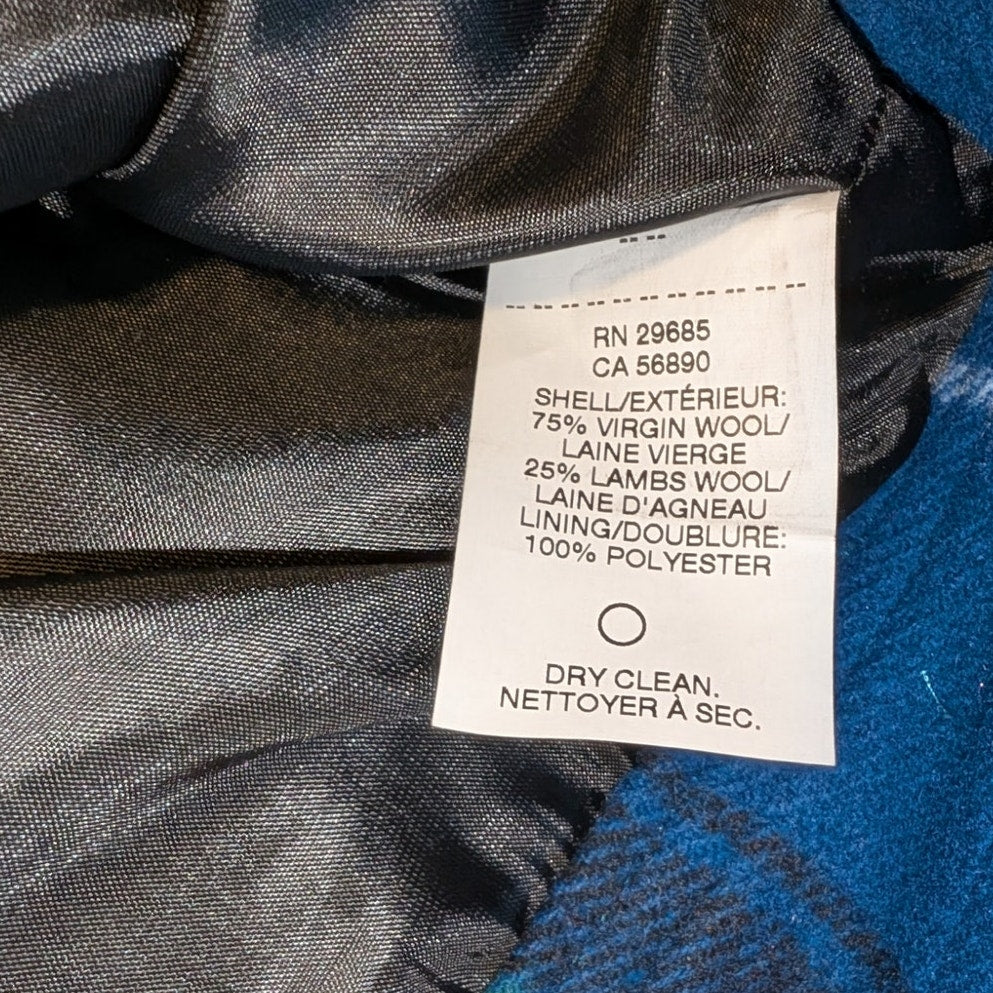 RN 29685
CA 56890
SHELL/EXTÉRIEUR:
75% VIRGIN WOOL/
LAINE VIERGE
25% LAMBS WOOL/
LAINE D'AGNEAU
LINING/DOUBLURE:
100% POLYESTER
DRY CLEAN.
NETTOYER À SEC.